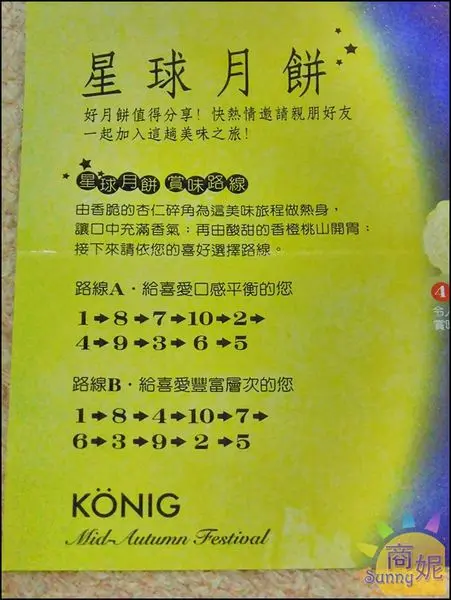 星球月餅
好月餅值得分享！快熱情邀請親朋好友
一起加入這趟美味之旅！
星球月餅 賞味路線
由香脆的杏仁碎角為這美味旅程做熱身，
讓口中充滿香氣；再由酸甜的香橙桃山開胃；
接下來請依您的喜好選擇路線。
路線A・給喜愛口感平衡的您
1➔8➔7➔10➔2➔
4➔9➔3➔6➔5
路線B・給喜愛豐富層次的您
1➔8➔4➔10➔7➔
6➔3➔9➔2➔5
KÖNIG
Mid-Autumn Festival
4
令人
賞味
商妮
Sunny